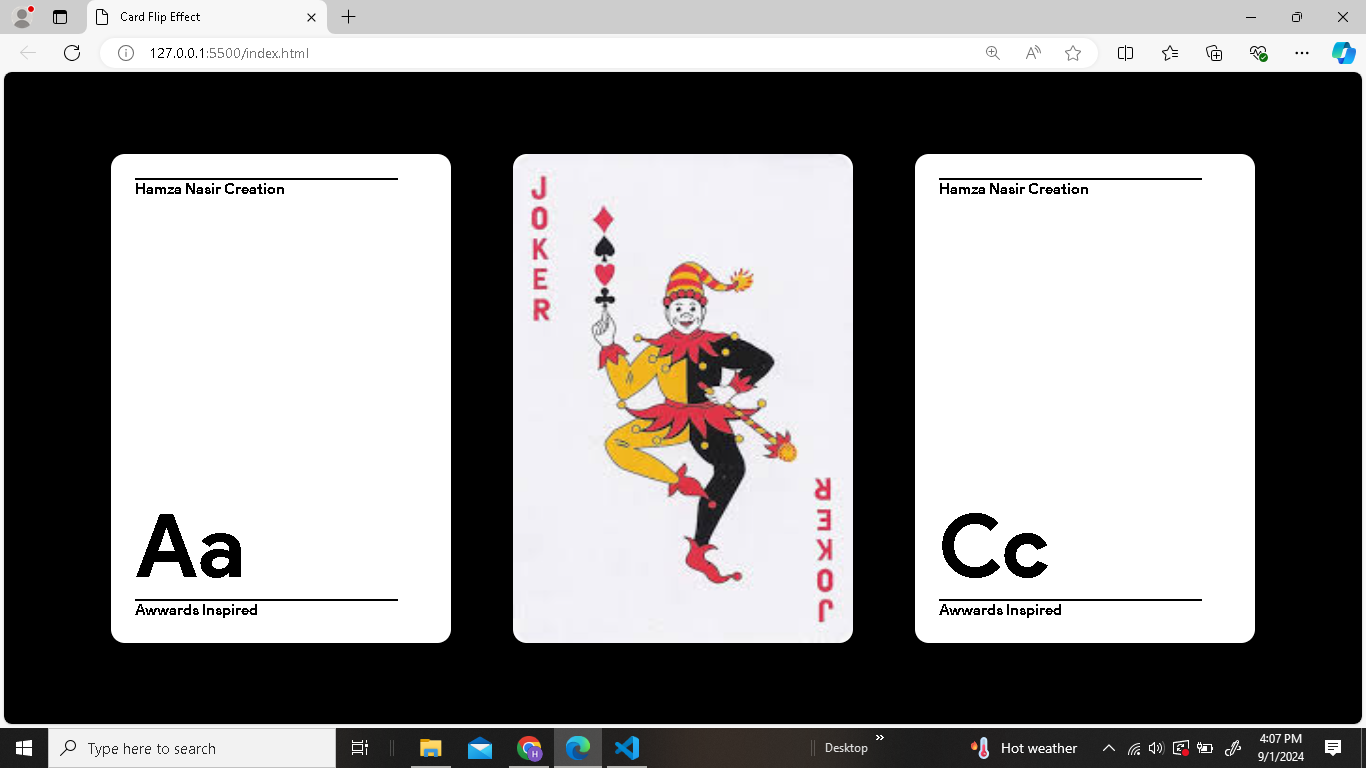 Card Flip Effect
127.0.0.1:5500/index.html
Hamza Nasir Creation
Aa
Awwards Inspired
JOKER
JOKER
Hamza Nasir Creation
Cc
Awwards Inspired
Type here to search
H
Desktop
Hot weather
4:07 PM
9/1/2024